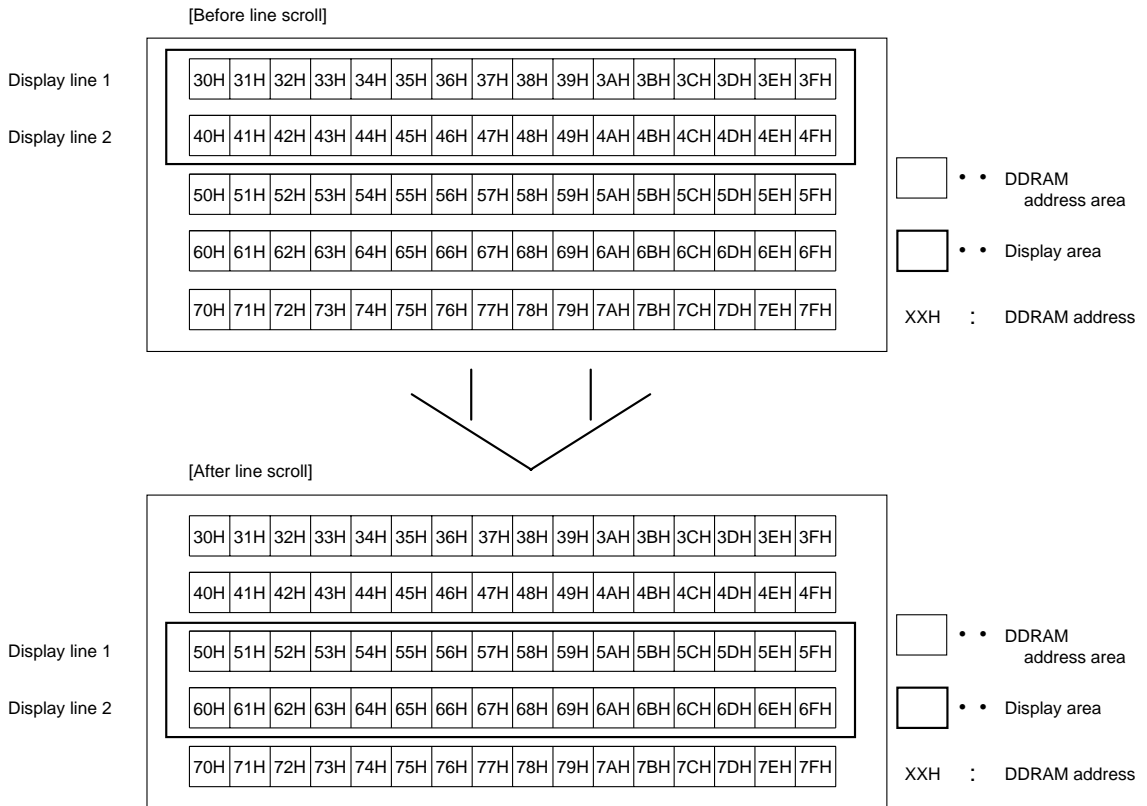 [Before line scroll]
Display line 1 30H 31H 32H 33H 34H 35H 36H 37H 38H 39H 3AH 3BH 3CH 3DH 3EH 3FH
Display line 2 40H 41H 42H 43H 44H 45H 46H 47H 48H 49H 4AH 4BH 4CH 4DH 4EH 4FH
50H 51H 52H 53H 54H 55H 56H 57H 58H 59H 5AH 5BH 5CH 5DH 5EH 5FH
60H 61H 62H 63H 64H 65H 66H 67H 68H 69H 6AH 6BH 6CH 6DH 6EH 6FH
70H 71H 72H 73H 74H 75H 76H 77H 78H 79H 7AH 7BH 7CH 7DH 7EH 7FH
• • DDRAM
address area
• • Display area
XXH : DDRAM address
[After line scroll]
30H 31H 32H 33H 34H 35H 36H 37H 38H 39H 3AH 3BH 3CH 3DH 3EH 3FH
40H 41H 42H 43H 44H 45H 46H 47H 48H 49H 4AH 4BH 4CH 4DH 4EH 4FH
Display line 1 50H 51H 52H 53H 54H 55H 56H 57H 58H 59H 5AH 5BH 5CH 5DH 5EH 5FH
Display line 2 60H 61H 62H 63H 64H 65H 66H 67H 68H 69H 6AH 6BH 6CH 6DH 6EH 6FH
70H 71H 72H 73H 74H 75H 76H 77H 78H 79H 7AH 7BH 7CH 7DH 7EH 7FH
• • DDRAM
address area
• • Display area
XXH : DDRAM address